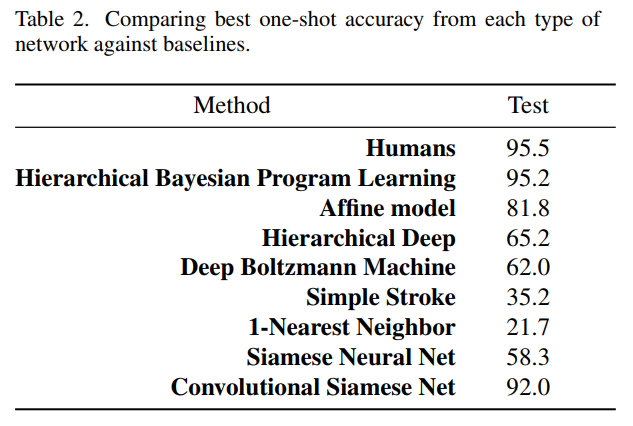 Table 2. Comparing best one-shot accuracy from each type of
network against baselines.
Method Test
Humans 95.5
Hierarchical Bayesian Program Learning 95.2
Affine model 81.8
Hierarchical Deep 65.2
Deep Boltzmann Machine 62.0
Simple Stroke 35.2
1-Nearest Neighbor 21.7
Siamese Neural Net 58.3
Convolutional Siamese Net 92.0